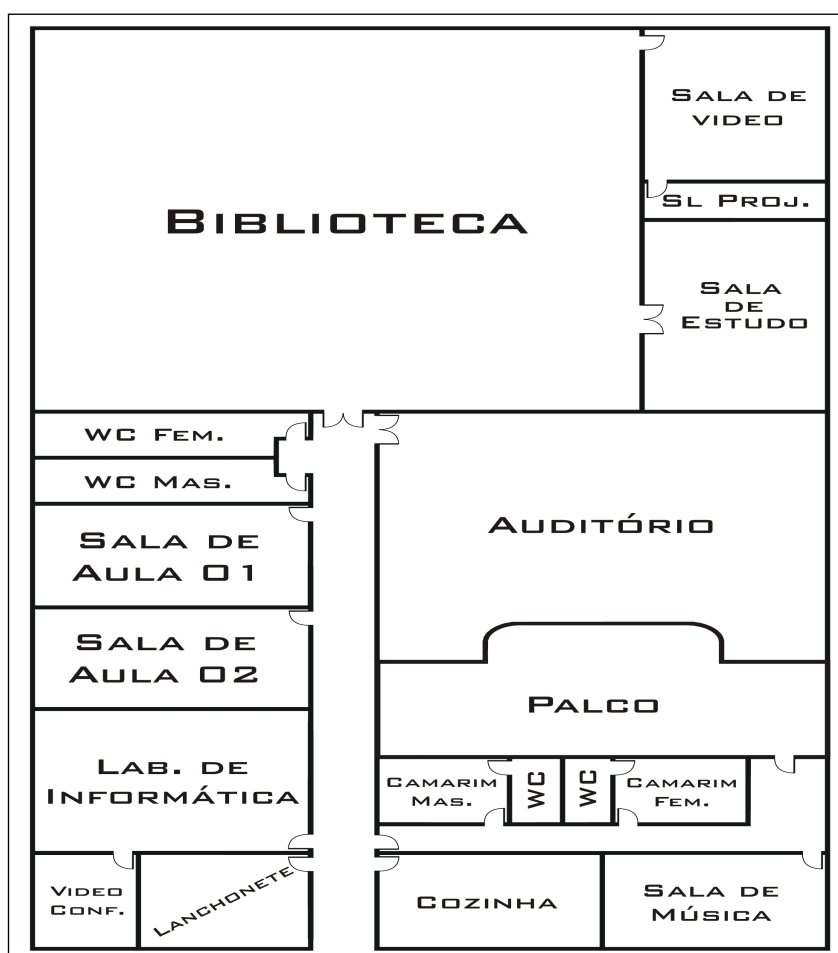 SALA DE
VIDEO
BIBLIOTECA
SL PROJ.
SALA
DE
ESTUDO
WC FEM.
WC MAS.
AUDITÓRIO
SALA DE
AULA 01
SALA DE
AULA 02
PALCO
LAB. DE
INFORMÁTICA
CAMARIM
MAS.
WC
WC
CAMARIM
FEM.
VIDEO
CONF.
LANCHONETE
COZINHA
SALA DE
MÚSICA